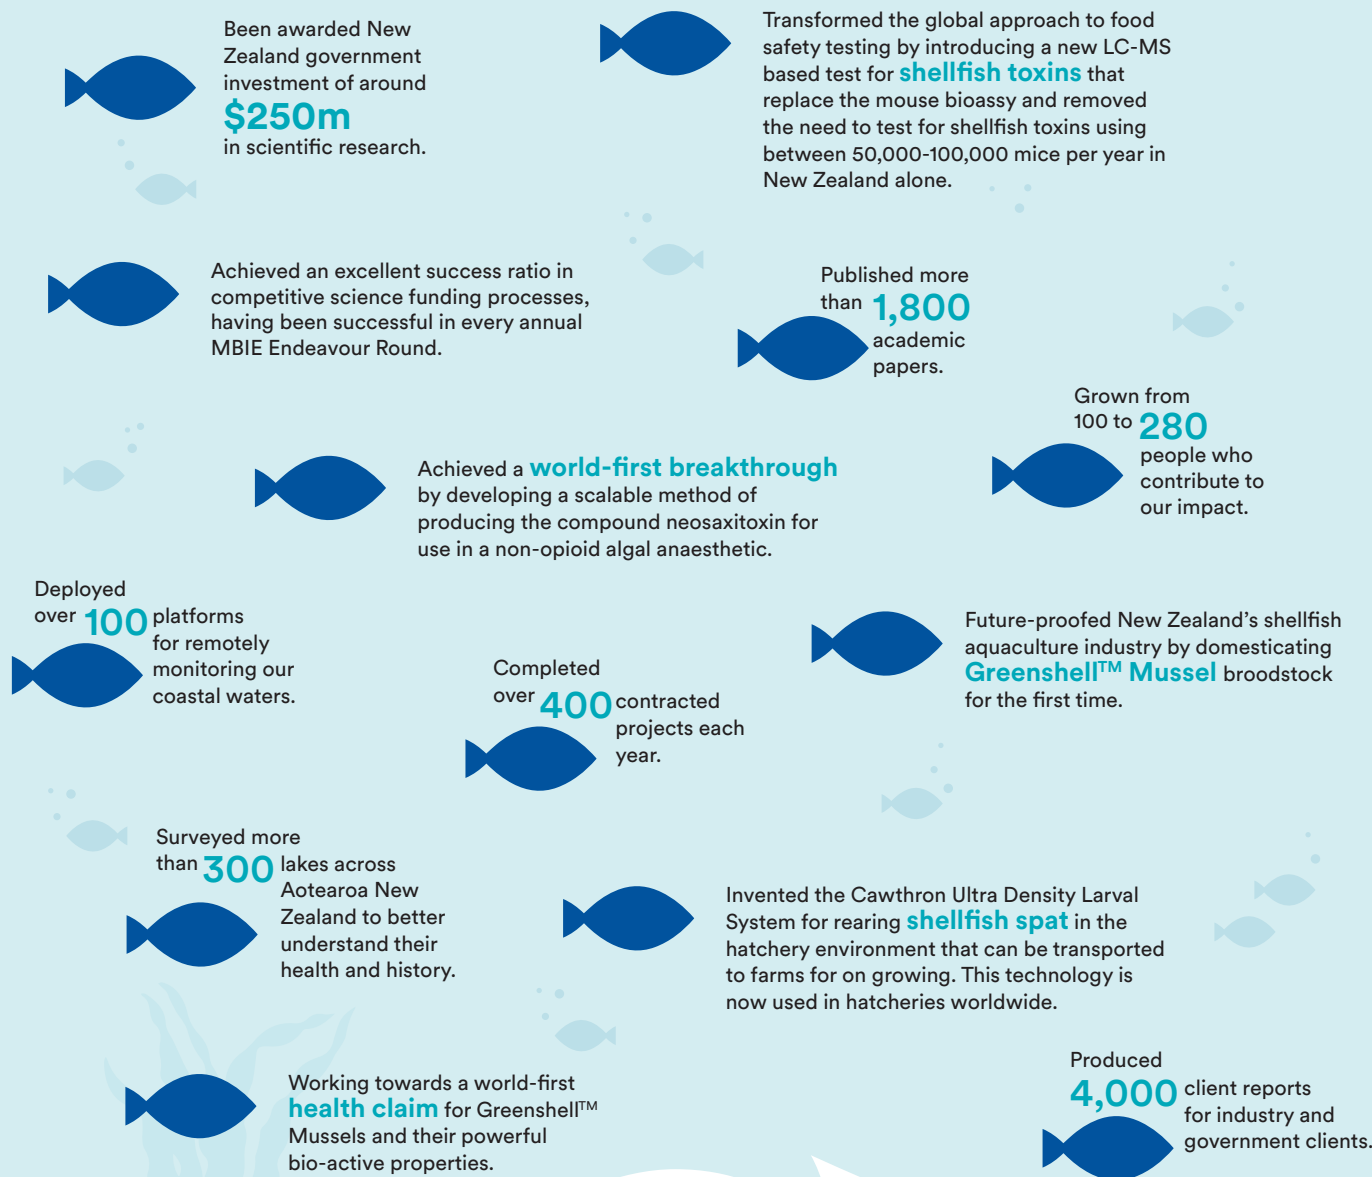 Been awarded New
Zealand government
investment of around
$250m
in scientific research.
Transformed the global approach to food
safety testing by introducing a new LC-MS
based test for shellfish toxins that
replace the mouse bioassy and removed
the need to test for shellfish toxins using
between 50,000-100,000 mice per year in
New Zealand alone.
Achieved an excellent success ratio in
competitive science funding processes,
having been successful in every annual
MBIE Endeavour Round.
Published more
than 1,800
academic
papers.
Grown from
100 to 280
people who
contribute to
our impact.
Achieved a world-first breakthrough
by developing a scalable method of
producing the compound neosaxitoxin for
use in a non-opioid algal anaesthetic.
Deployed
over 100 platforms
for remotely
monitoring our
coastal waters.
Completed
over 400 contracted
projects each
year.
Future-proofed New Zealand’s shellfish
aquaculture industry by domesticating
Greenshell™ Mussel broodstock
for the first time.
Surveyed more
than 300 lakes across
Aotearoa New
Zealand to better
understand their
health and history.
Invented the Cawthron Ultra Density Larval
System for rearing shellfish spat in the
hatchery environment that can be transported
to farms for on growing. This technology is
now used in hatcheries worldwide.
Working towards a world-first
health claim for Greenshell™
Mussels and their powerful
bio-active properties.
Produced
4,000 client reports
for industry and
government clients.